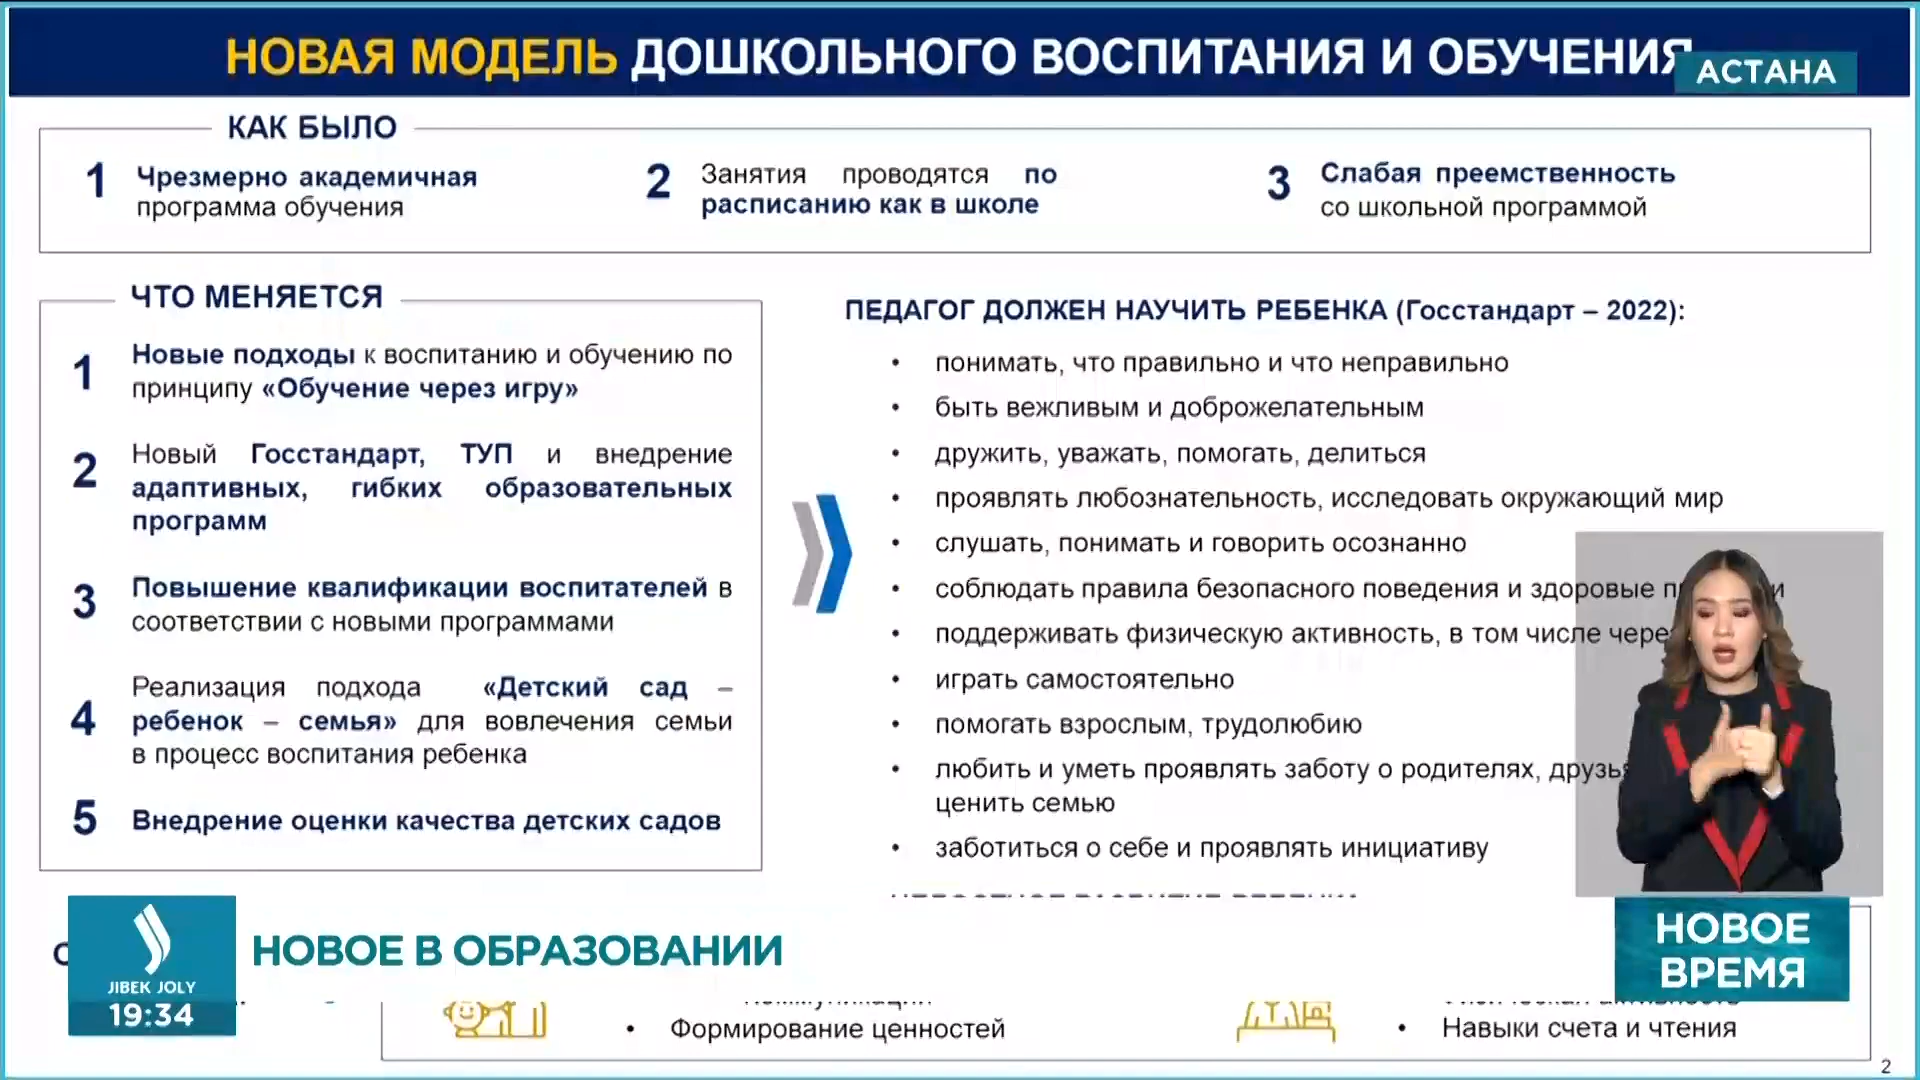 НОВАЯ МОДЕЛЬ ДОШКОЛЬНОГО ВОСПИТАНИЯ И ОБУЧЕНИЯ
АСТАНА
КАК БЫЛО
1 Чрезмерно академичная
программа обучения
2 Занятия проводятся по
расписанию как в школе
3 Слабая преемственность
со школьной программой
ЧТО МЕНЯЕТСЯ
1 Новые подходы к воспитанию и обучению по
принципу «Обучение через игру»
2 Новый Госстандарт, ТУП и внедрение
адаптивных, гибких образовательных
программ
3 Повышение квалификации воспитателей в
соответствии с новыми программами
4 Реализация подхода «Детский сад –
ребенок – семья» для вовлечения семьи
в процесс воспитания ребенка
5 Внедрение оценки качества детских садов
ПЕДАГОГ ДОЛЖЕН НАУЧИТЬ РЕБЕНКА (Госстандарт – 2022):
• понимать, что правильно и что неправильно
• быть вежливым и доброжелательным
• дружить, уважать, помогать, делиться
• проявлять любознательность, исследовать окружающий мир
• слушать, понимать и говорить осознанно
• соблюдать правила безопасного поведения и здоровые
• поддерживать физическую активность, в том числе
• играть самостоятельно
• помогать взрослым, трудолюбию
• любить и уметь проявлять заботу о родителях,
ценить семью
• заботиться о себе и проявлять инициативу
JIBEK JOLY
19:34
НОВОЕ В ОБРАЗОВАНИИ
НОВОЕ
ВРЕМЯ
• Формирование ценностей
• Навыки счета и чтения
2